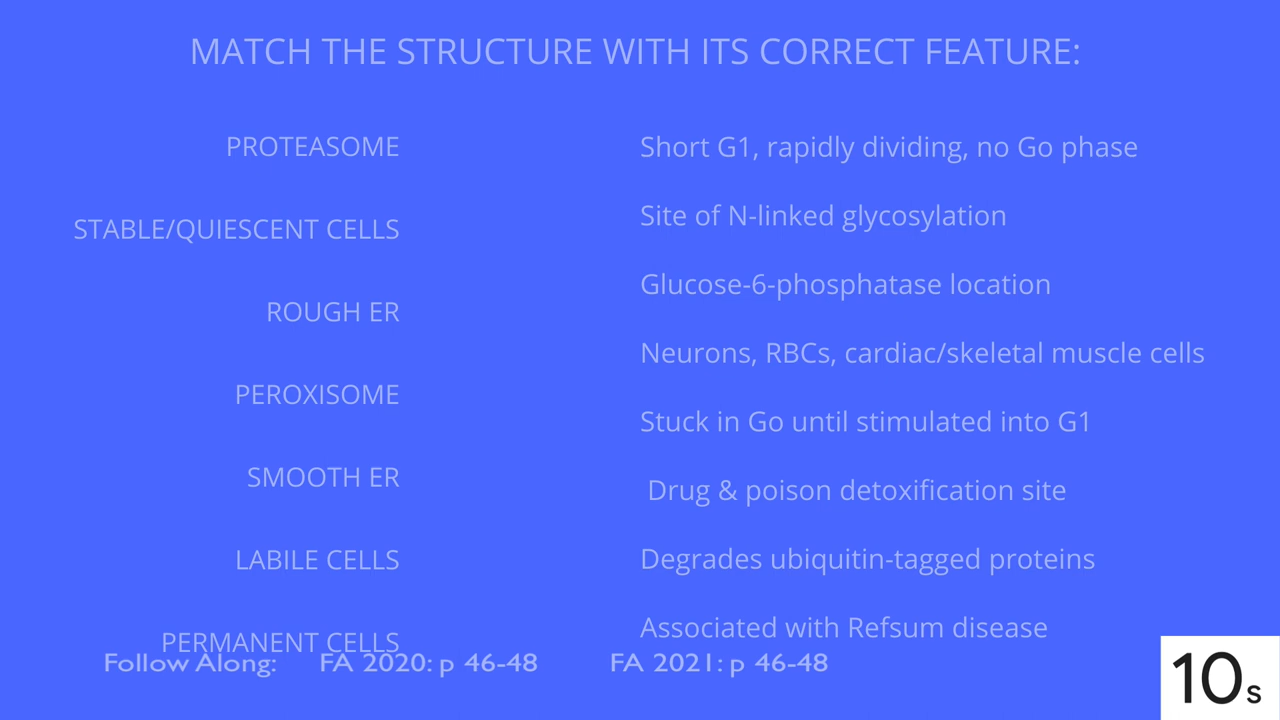 MATCH THE STRUCTURE WITH ITS CORRECT FEATURE:
PROTEASOME
STABLE/QUIESCENT CELLS
ROUGH ER
PEROXISOME
SMOOTH ER
LABILE CELLS
PERMANENT CELLS
Short G1, rapidly dividing, no Go phase
Site of N-linked glycosylation
Glucose-6-phosphatase location
Neurons, RBCs, cardiac/skeletal muscle cells
Stuck in Go until stimulated into G1
Drug & poison detoxification site
Degrades ubiquitin-tagged proteins
Associated with Refsum disease
Follow Along: FA 2020: p 46-48 FA 2021: p 46-48
10s